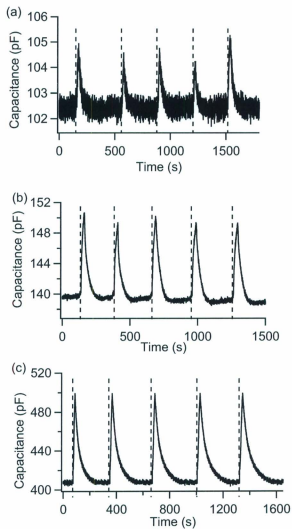 (a)
106
105
104
103
102
Capacitance (pF)
0
500
1000
1500
Time (s)
(b)
152
148
144
140
Capacitance (pF)
0
500
1000
1500
Time (s)
(c)
520
480
440
400
Capacitance (pF)
0
400
800
1200
1600
Time (s)